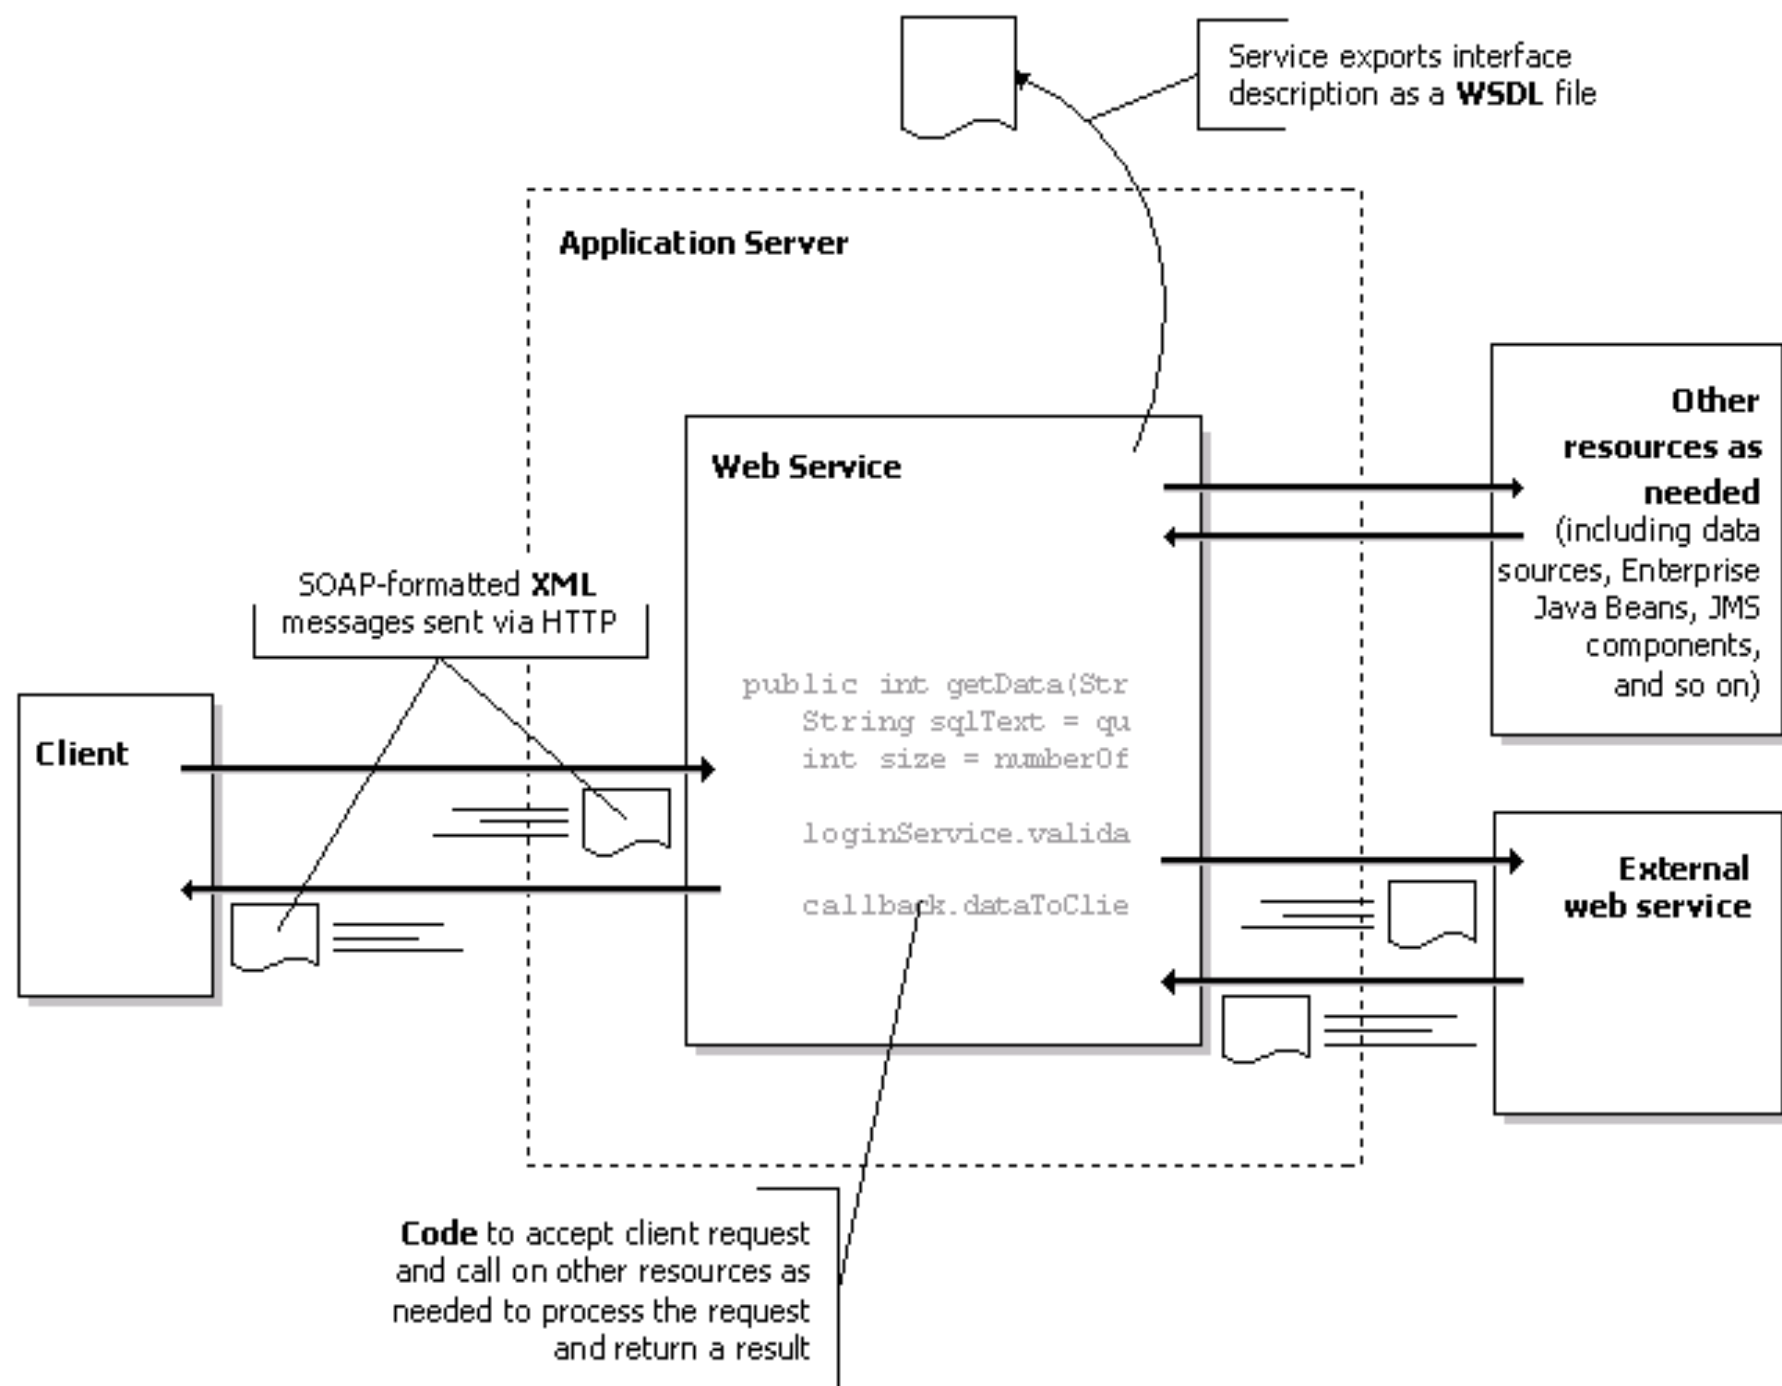 Service exports interface
description as a WSDL file
Application Server
Other
resources as
needed
(including data
sources, Enterprise
Java Beans, JMS
components,
and so on)
Web Service
SOAP-formatted XML
messages sent via HTTP
public int getData(Str
String sqlText = qu
int size = numberOf
loginService.valida
callback.dataToClie
Client
External
web service
Code to accept client request
and call on other resources as
needed to process the request
and return a result